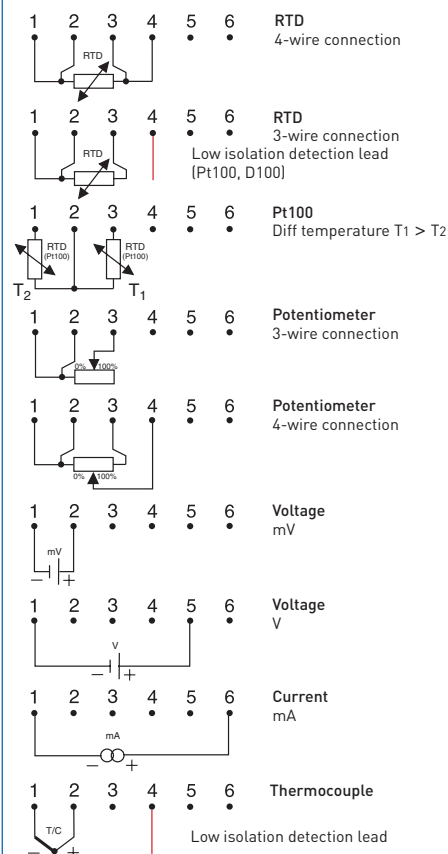 1 2 3 4 5 6 RTD
4-wire connection
RTD
1 2 3 4 5 6 RTD
3-wire connection
RTD
Low isolation detection lead
(Pt100, D100)
1 2 3 4 5 6 Pt100
Diff temperature T1 > T2
RTD RTD
(Pt100) (Pt100)
T2 T1
1 2 3 4 5 6 Potentiometer
3-wire connection
0% 100%
1 2 3 4 5 6 Potentiometer
4-wire connection
0% 100%
1 2 3 4 5 6 Voltage
mV
mV
− +
1 2 3 4 5 6 Voltage
V
V
− +
1 2 3 4 5 6 Current
mA
mA
− +
1 2 3 4 5 6 Thermocouple
T/C
Low isolation detection lead
− +